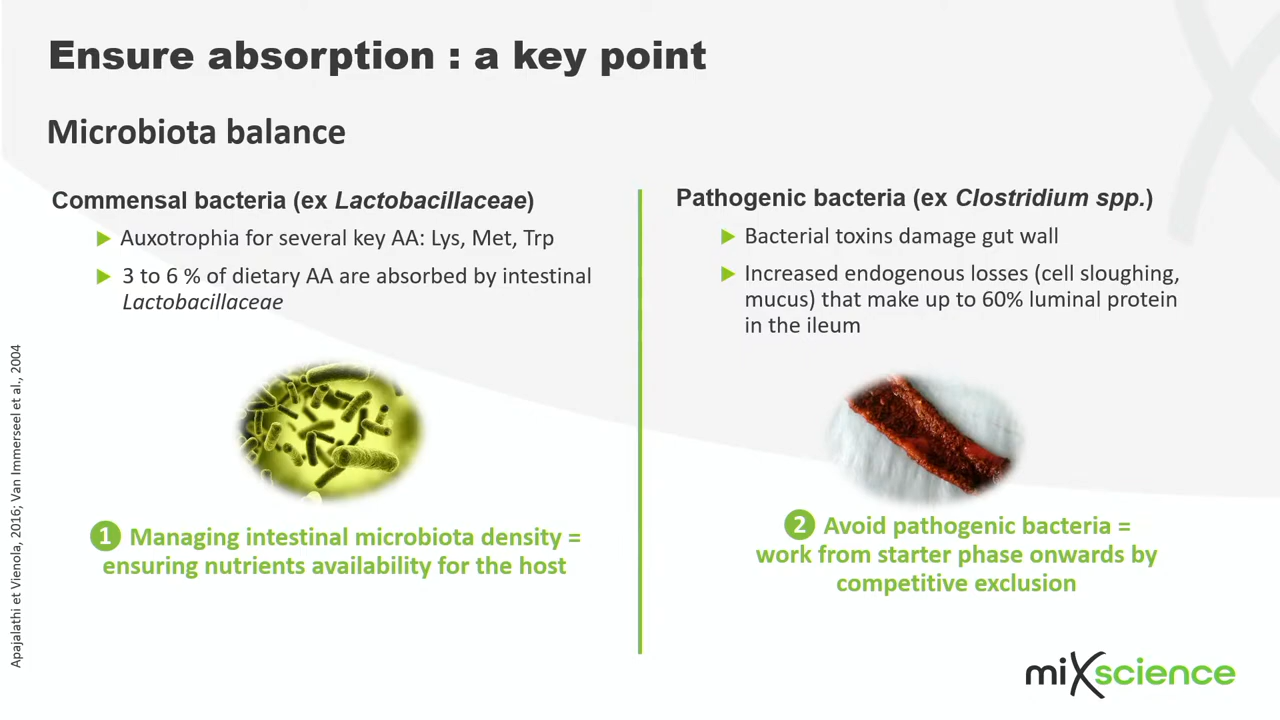 Ensure absorption : a key point
Microbiota balance
Commensal bacteria (ex Lactobacillaceae)
Auxotrophia for several key AA: Lys, Met, Trp
3 to 6 % of dietary AA are absorbed by intestinal
Lactobacillaceae
1 Managing intestinal microbiota density =
ensuring nutrients availability for the host
Pathogenic bacteria (ex Clostridium spp.)
Bacterial toxins damage gut wall
Increased endogenous losses (cell sloughing,
mucus) that make up to 60% luminal protein
in the ileum
2 Avoid pathogenic bacteria =
work from starter phase onwards by
competitive exclusion
Apajalathi et Vienola, 2016; Van Immerseel et al., 2004
miXscience